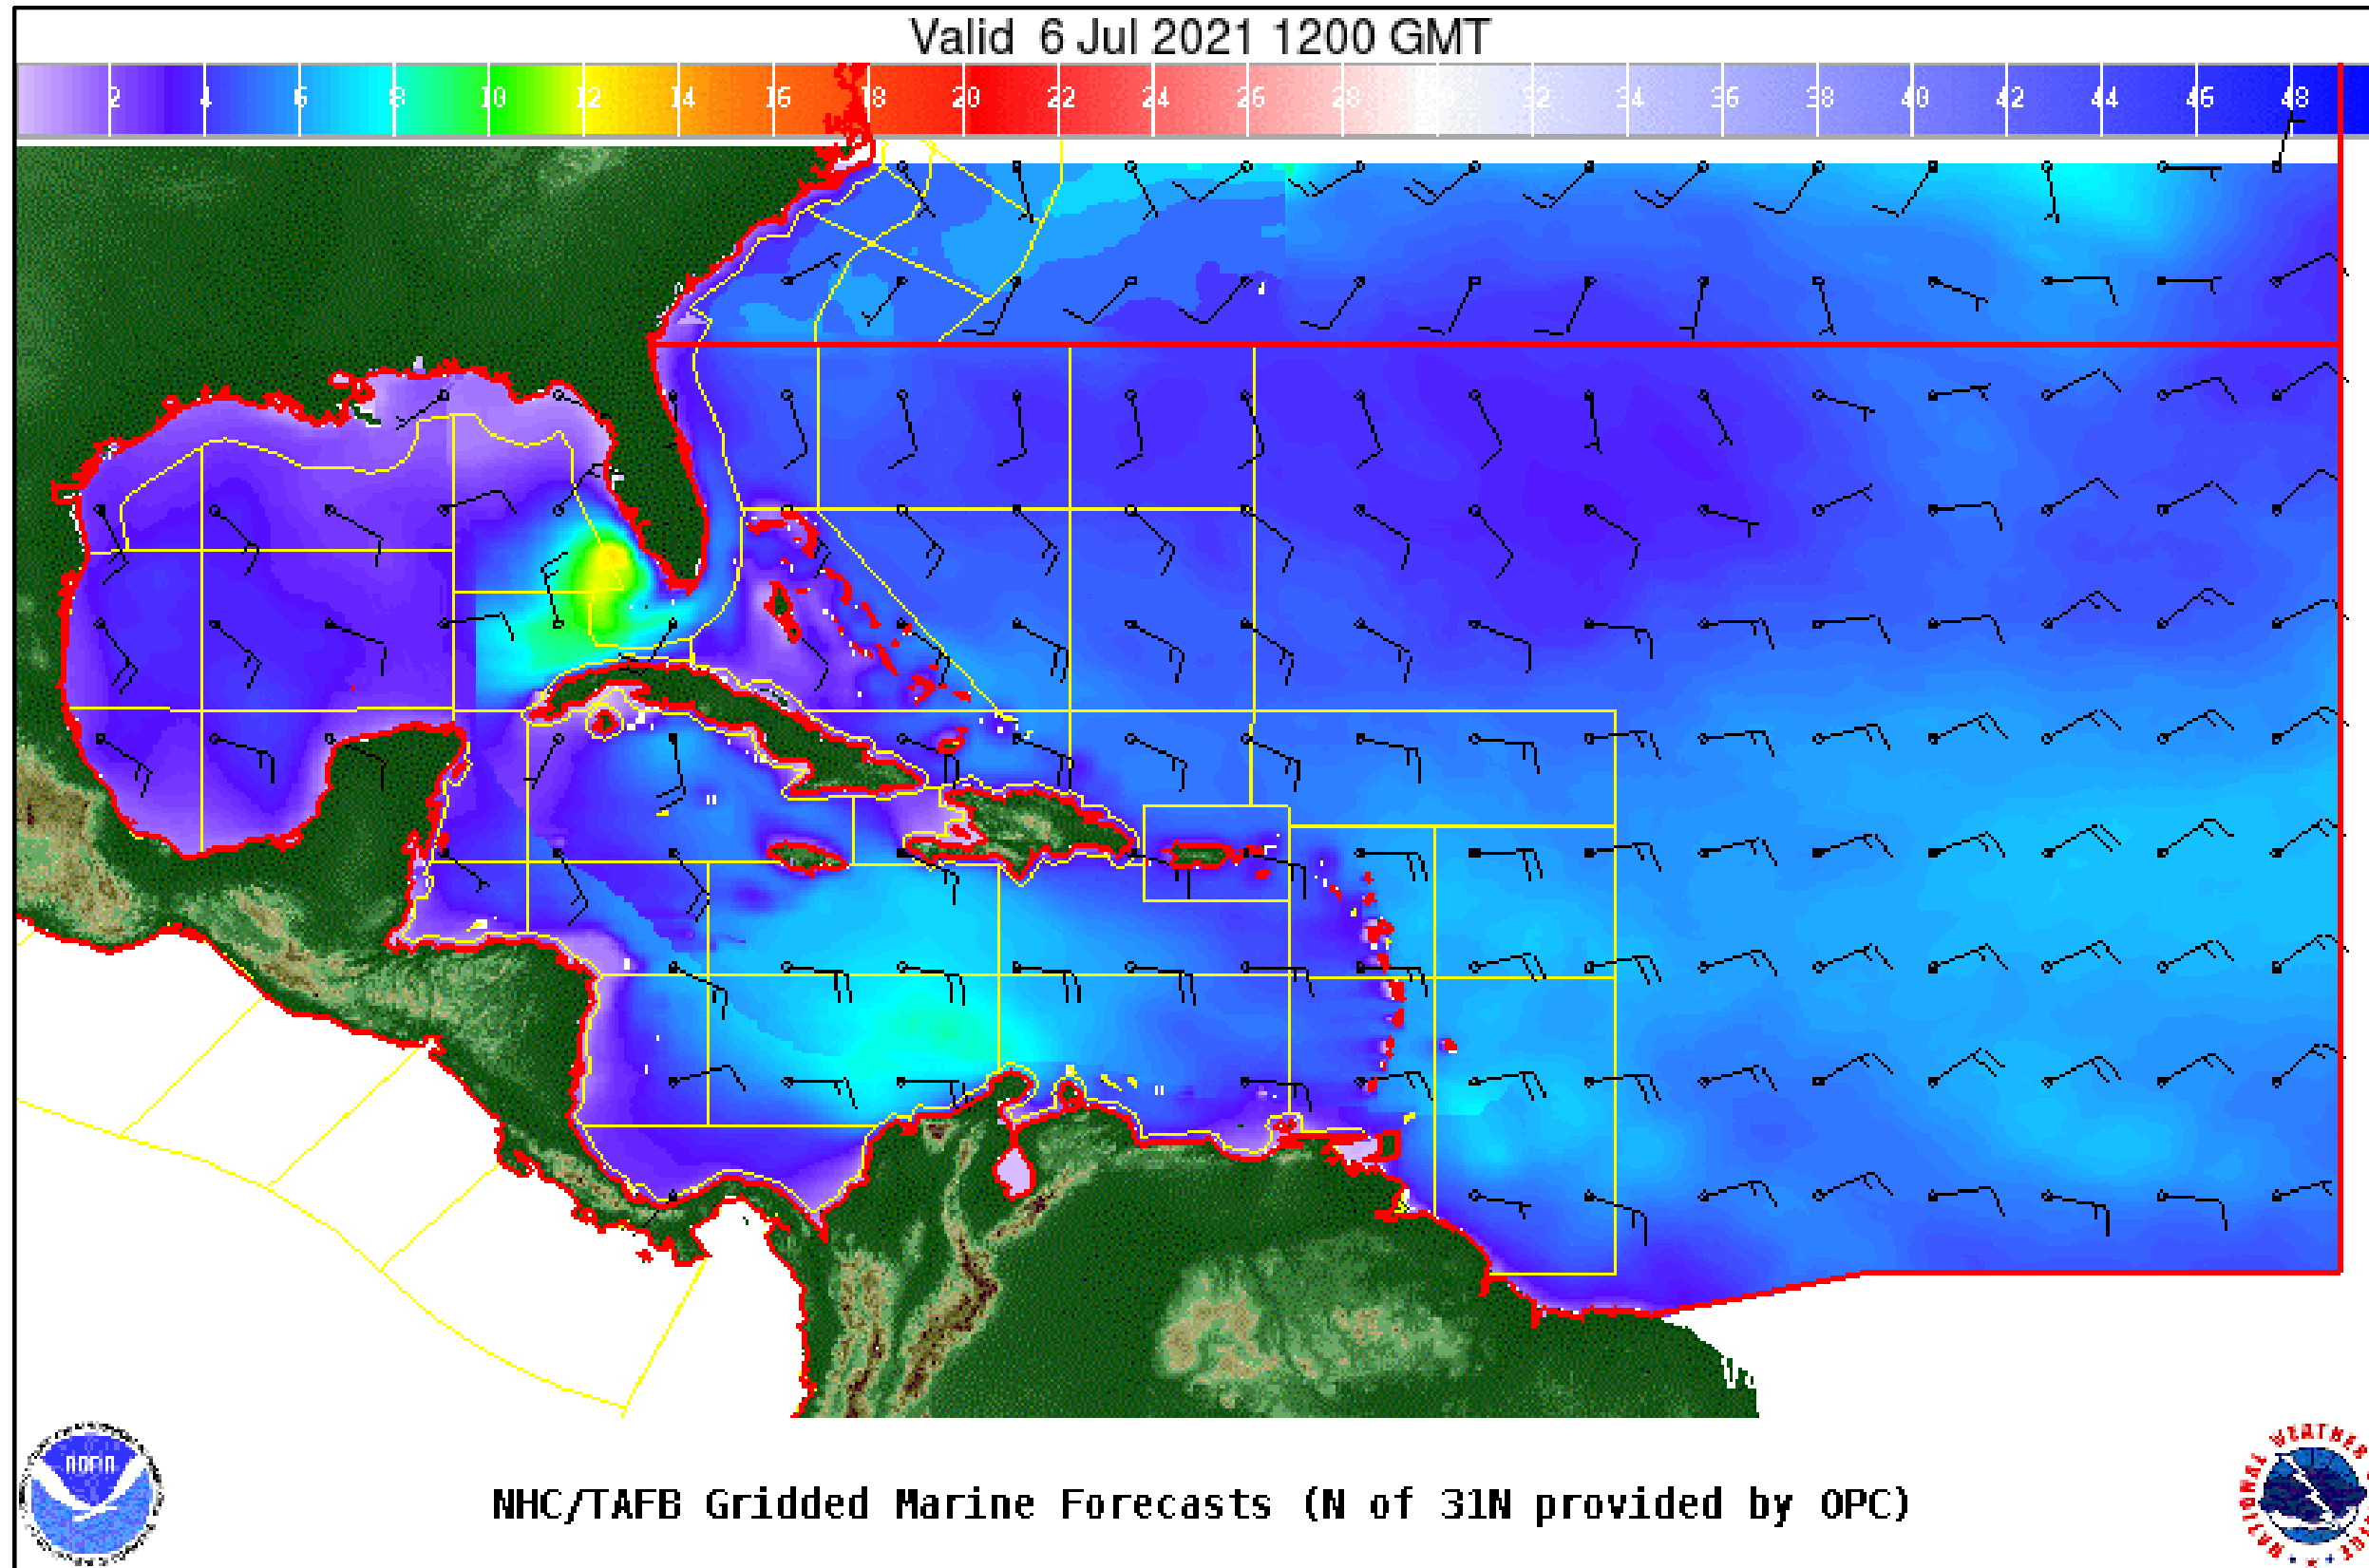 Valid 6 Jul 2021 1200 GMT
2 4 6 8 10 12 14 16 18 20 22 24 26 28 30 32 34 36 38 40 42 44 46 48
NHC/TAFB Gridded Marine Forecasts (N of 31N provided by OPC)